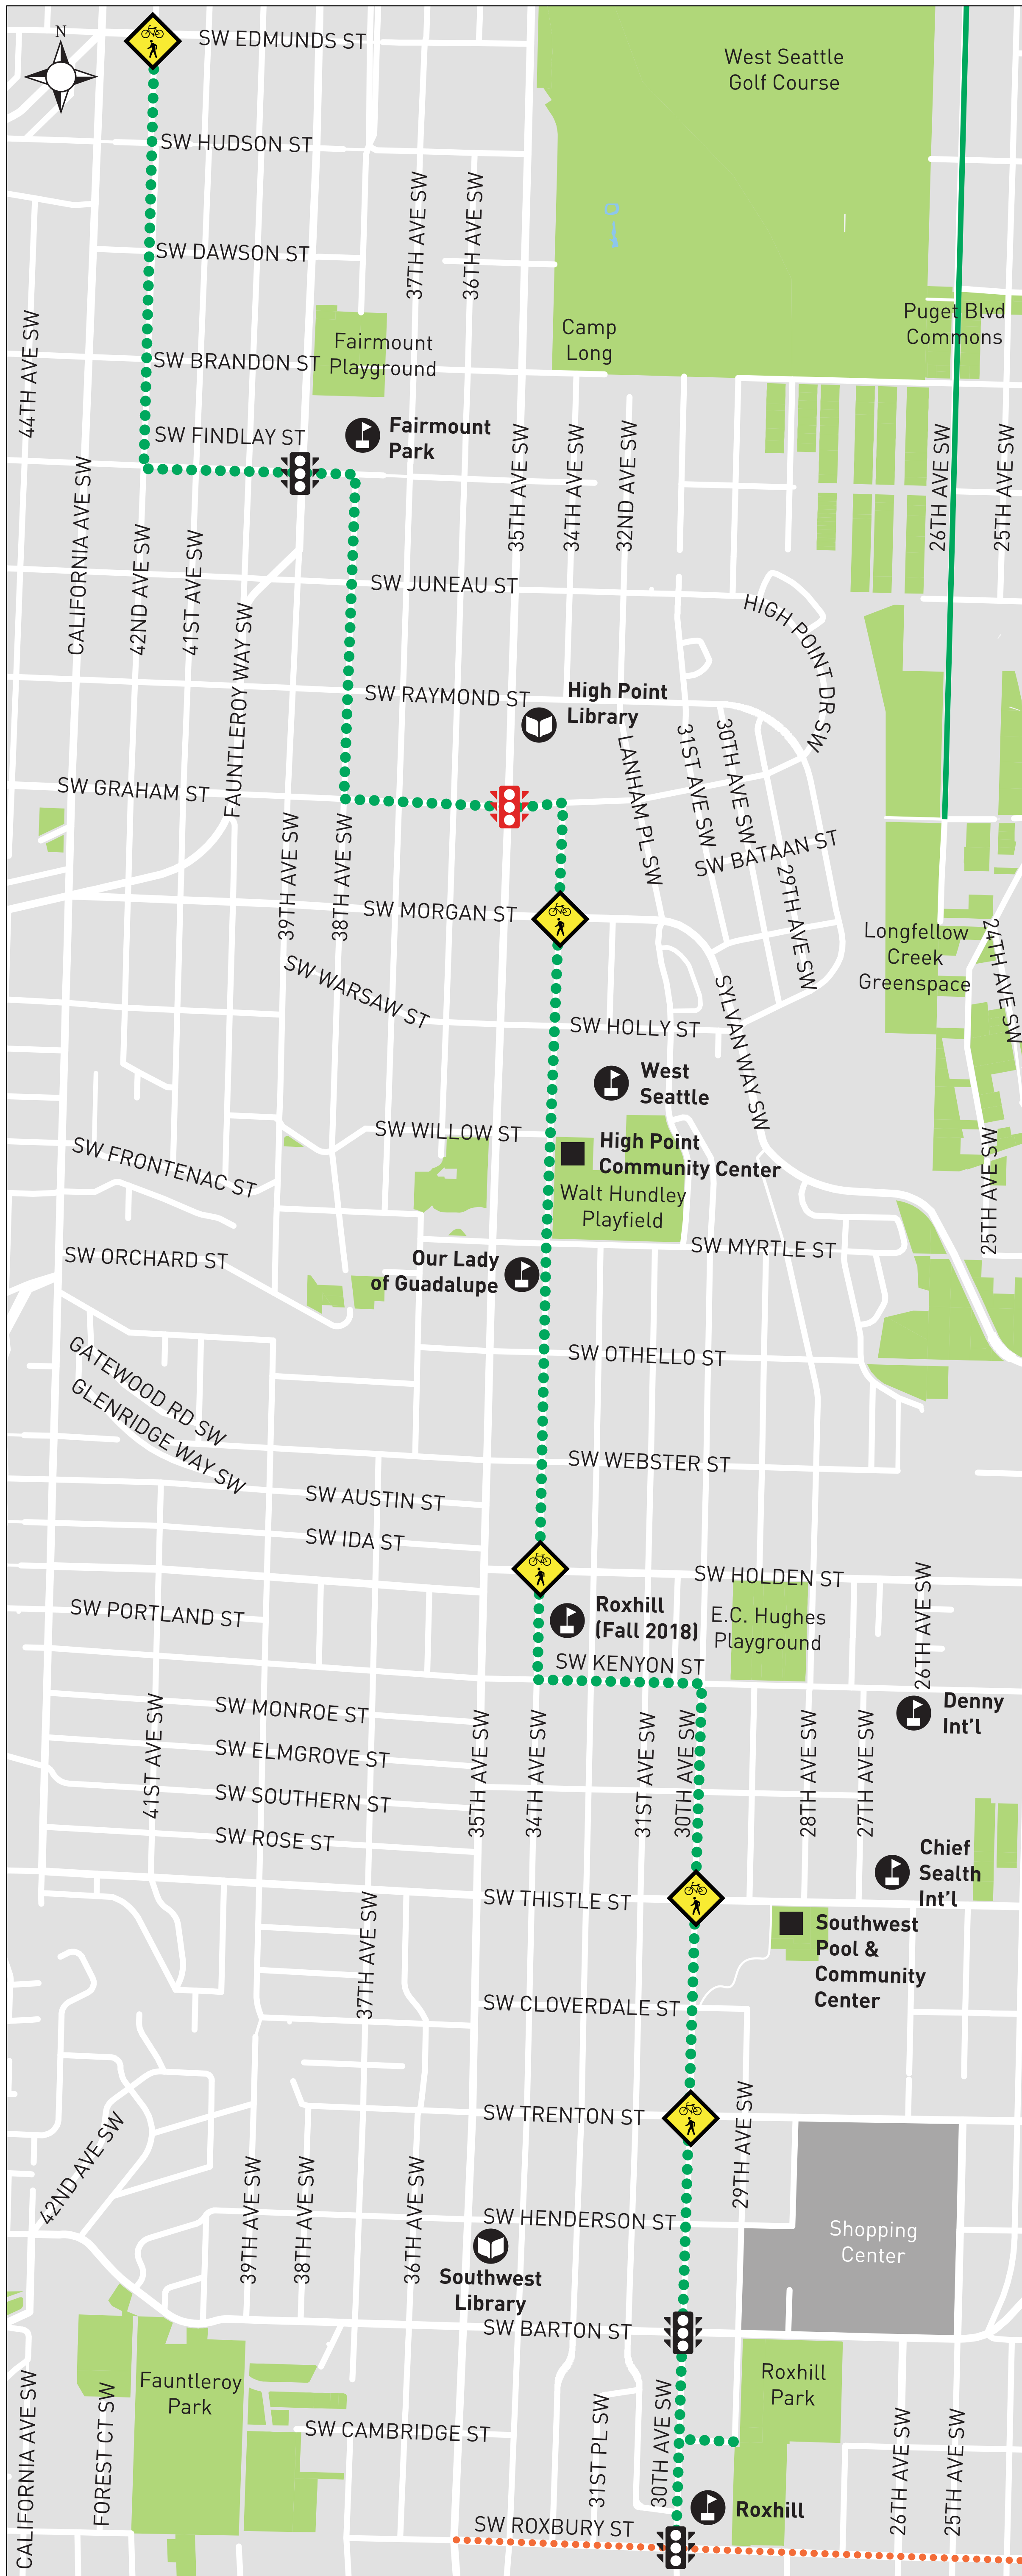 N
SW EDMUNDS ST
West Seattle
Golf Course
SW HUDSON ST
37TH AVE SW
36TH AVE SW
SW DAWSON ST
44TH AVE SW
Fairmount
Playground
Camp
Long
Puget Blvd
Commons
SW BRANDON ST
Fairmount
Park
SW FINDLAY ST
35TH AVE SW
34TH AVE SW
32ND AVE SW
26TH AVE SW
25TH AVE SW
CALIFORNIA AVE SW
42ND AVE SW
41ST AVE SW
FAUNTLEROY WAY SW
SW JUNEAU ST
HIGH POINT DR SW
SW RAYMOND ST
High Point
Library
LANHAM PL SW
31ST AVE SW
30TH AVE SW
SW GRAHAM ST
39TH AVE SW
38TH AVE SW
SW BATAAN ST
29TH AVE SW
SW MORGAN ST
Longfellow
Creek
Greenspace
24TH AVE SW
SW WARSAW ST
SW HOLLY ST
SYLVAN WAY SW
West
Seattle
SW WILLOW ST
High Point
Community Center
SW FRONTENAC ST
Walt Hundley
Playfield
25TH AVE SW
SW ORCHARD ST
Our Lady
of Guadalupe
SW MYRTLE ST
GATEWOOD RD SW
SW OTHELLO ST
GLENRIDGE WAY SW
SW WEBSTER ST
SW AUSTIN ST
SW IDA ST
SW HOLDEN ST
SW PORTLAND ST
Roxhill
(Fall 2018)
E.C. Hughes
Playground
26TH AVE SW
SW KENYON ST
41ST AVE SW
SW MONROE ST
Denny
Int'l
SW ELMGROVE ST
35TH AVE SW
34TH AVE SW
31ST AVE SW
30TH AVE SW
28TH AVE SW
27TH AVE SW
SW SOUTHERN ST
SW ROSE ST
Chief
Sealth
Int'l
37TH AVE SW
SW THISTLE ST
Southwest
Pool &
Community
Center
SW CLOVERDALE ST
42ND AVE SW
SW TRENTON ST
29TH AVE SW
39TH AVE SW
38TH AVE SW
36TH AVE SW
SW HENDERSON ST
Shopping
Center
Southwest
Library
SW BARTON ST
CALIFORNIA AVE SW
FOREST CT SW
Fauntleroy
Park
Roxhill
Park
SW CAMBRIDGE ST
31ST PL SW
30TH AVE SW
26TH AVE SW
25TH AVE SW
Roxhill
SW ROXBURY ST